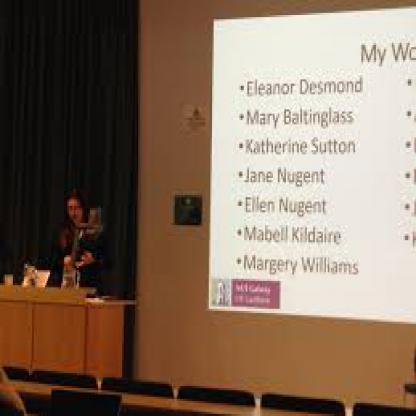 My Wo
•Eleanor Desmond
•Mary Baltinglass
•Katherine Sutton
•Jane Nugent
•Ellen Nugent
•Mabell Kildaire
•Margery Williams
NUI Galway
OÉ Gaillimh